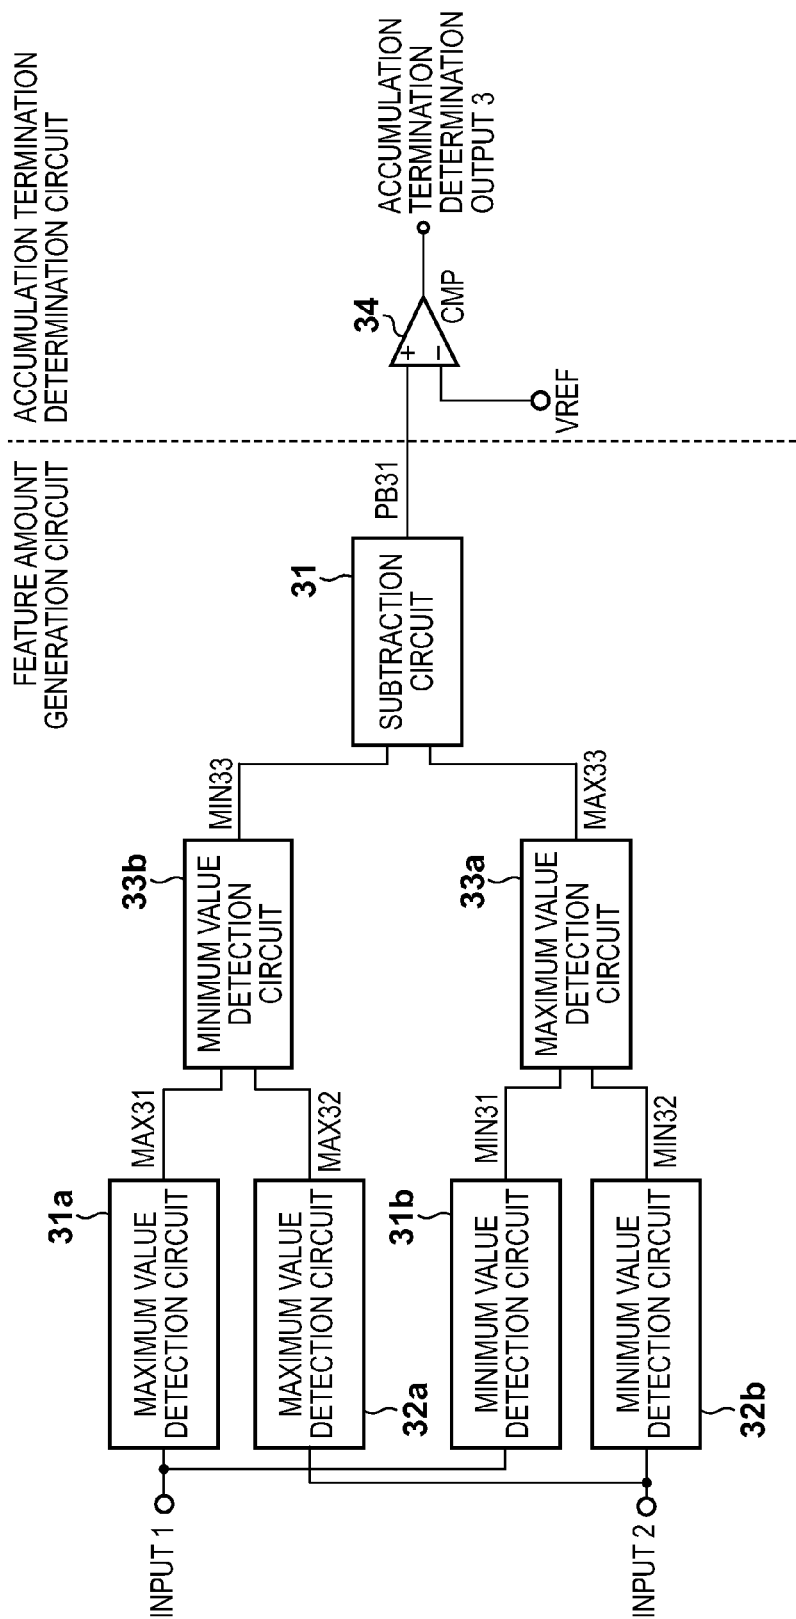 FEATURE AMOUNT
GENERATION CIRCUIT
ACCUMULATION TERMINATION
DETERMINATION CIRCUIT
INPUT 1
INPUT 2
31a
MAXIMUM VALUE
DETECTION CIRCUIT
MAX31
32a
MAXIMUM VALUE
DETECTION CIRCUIT
MAX32
31b
MINIMUM VALUE
DETECTION CIRCUIT
MIN31
32b
MINIMUM VALUE
DETECTION CIRCUIT
MIN32
33b
MINIMUM VALUE
DETECTION
CIRCUIT
MIN33
33a
MAXIMUM VALUE
DETECTION
CIRCUIT
MAX33
31
SUBTRACTION
CIRCUIT
PB31
34
+
−
CMP
VREF
ACCUMULATION
TERMINATION
DETERMINATION
OUTPUT 3